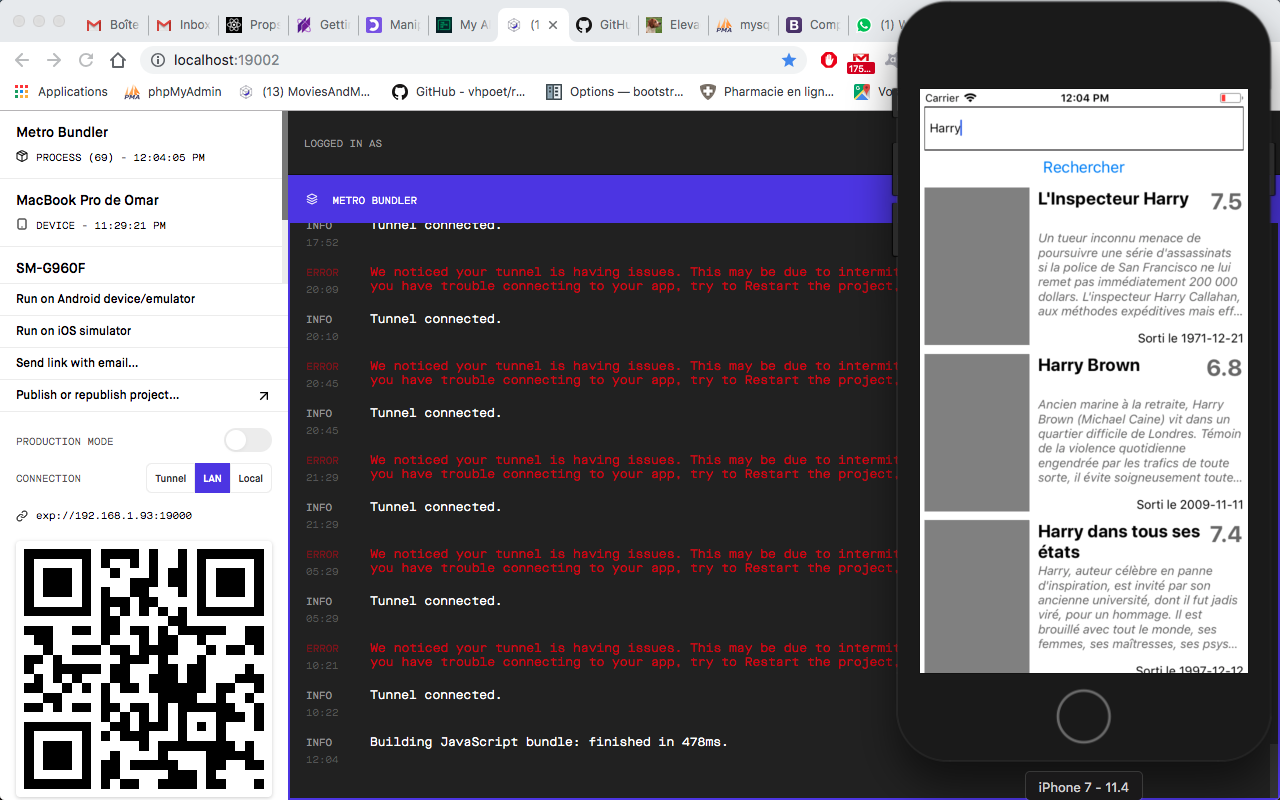 Boîte
Inbox
Props
Gettin
Manip
My A
(1
GitHu
Eleva
mysq
Comp
(1) W
localhost:19002
175...
Applications
phpMyAdmin
(13) MoviesAndM...
GitHub - vhpoet/r...
Options — bootstr...
Pharmacie en lign...
Vo
Metro Bundler
PROCESS (69) - 12:04:05 PM
MacBook Pro de Omar
DEVICE - 11:29:21 PM
SM-G960F
Run on Android device/emulator
Run on iOS simulator
Send link with email...
Publish or republish project...
PRODUCTION MODE
CONNECTION
Tunnel
LAN
Local
exp://192.168.1.93:19000
LOGGED IN AS
METRO BUNDLER
INFO Tunnel connected.
17:52
ERROR We noticed your tunnel is having issues. This may be due to intermit
20:09 you have trouble connecting to your app, try to Restart the project,
INFO Tunnel connected.
20:10
ERROR We noticed your tunnel is having issues. This may be due to intermit
20:45 you have trouble connecting to your app, try to Restart the project,
INFO Tunnel connected.
20:45
ERROR We noticed your tunnel is having issues. This may be due to intermit
21:29 you have trouble connecting to your app, try to Restart the project,
INFO Tunnel connected.
21:29
ERROR We noticed your tunnel is having issues. This may be due to intermit
05:29 you have trouble connecting to your app, try to Restart the project,
INFO Tunnel connected.
05:29
ERROR We noticed your tunnel is having issues. This may be due to intermit
10:21 you have trouble connecting to your app, try to Restart the project,
INFO Tunnel connected.
10:22
INFO Building JavaScript bundle: finished in 478ms.
12:04
Carrier 12:04 PM
Harry
Rechercher
L'Inspecteur Harry 7.5
Un tueur inconnu menace de
poursuivre une série d'assassinats
si la police de San Francisco ne lui
remet pas immédiatement 200 000
dollars. L'inspecteur Harry Callahan,
aux méthodes expéditives mais eff...
Sorti le 1971-12-21
Harry Brown 6.8
Ancien marine à la retraite, Harry
Brown (Michael Caine) vit dans un
quartier difficile de Londres. Témoin
de la violence quotidienne
engendrée par les trafics de toute
sorte, il évite soigneusement toute...
Sorti le 2009-11-11
Harry dans tous ses 7.4
états
Harry, auteur célèbre en panne
d'inspiration, est invité par son
ancienne université, dont il fut jadis
viré, pour un hommage. Il est
brouillé avec tout le monde, ses
femmes, ses maîtresses, ses psys...
Sorti le 1997-12-12
iPhone 7 - 11.4